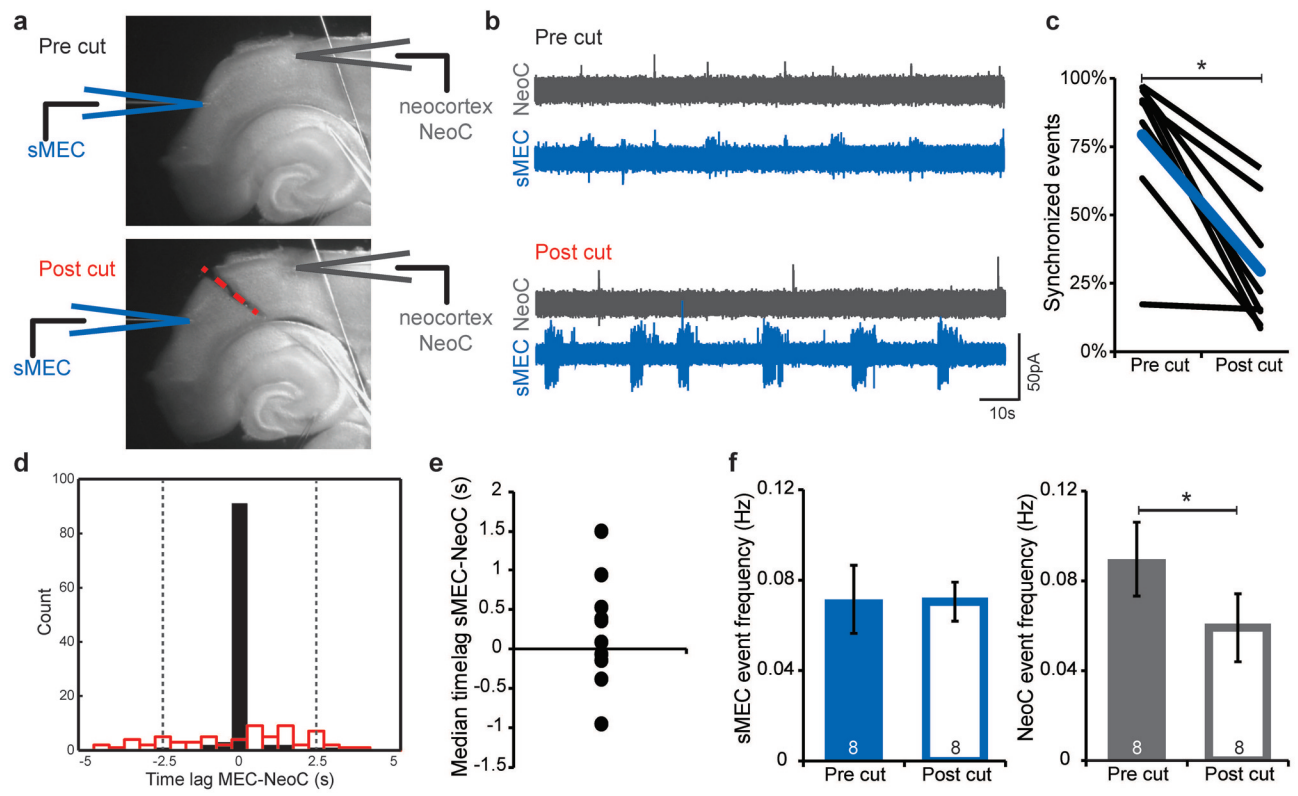 a
Pre cut
sMEC
neocortex
NeoC
Post cut
sMEC
neocortex
NeoC
b
Pre cut
NeoC
sMEC
Post cut
NeoC
sMEC
50pA
10s
c
*
Synchronized events
100%
75%
50%
25%
0%
Pre cut
Post cut
d
Count
100
80
60
40
20
0
-5
-2.5
0
2.5
5
Time lag MEC-NeoC (s)
e
Median timelag sMEC-NeoC (s)
2
1.5
1
0.5
0
-0.5
-1
-1.5
f
sMEC event frequency (Hz)
0.12
0.08
0.04
0
8
8
Pre cut
Post cut
NeoC event frequency (Hz)
0.12
0.08
0.04
0
*
8
8
Pre cut
Post cut